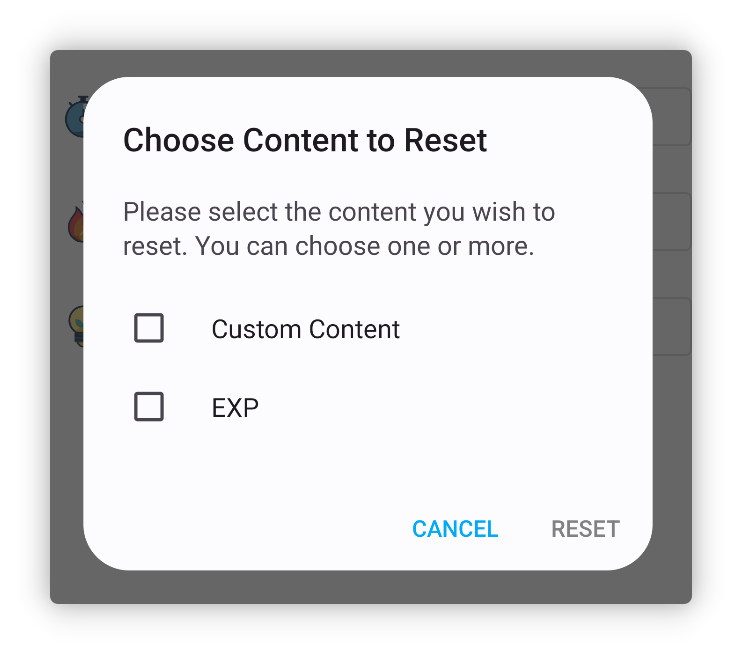 Choose Content to Reset
Please select the content you wish to
reset. You can choose one or more.
Custom Content
EXP
CANCEL
RESET